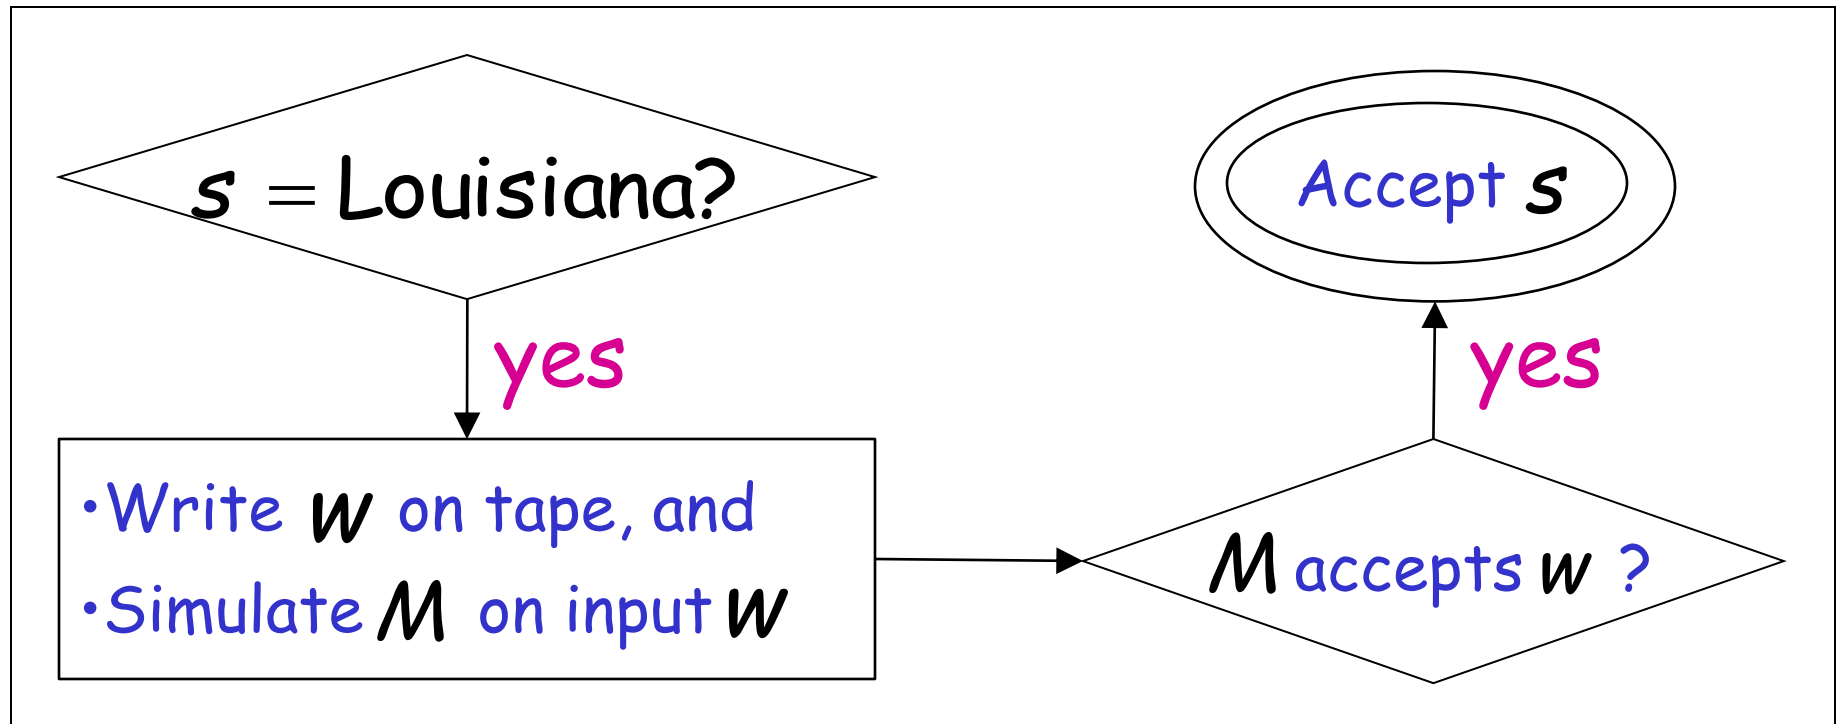 s = Louisiana?
yes
•Write w on tape, and
•Simulate M on input w
M accepts w ?
yes
Accept s